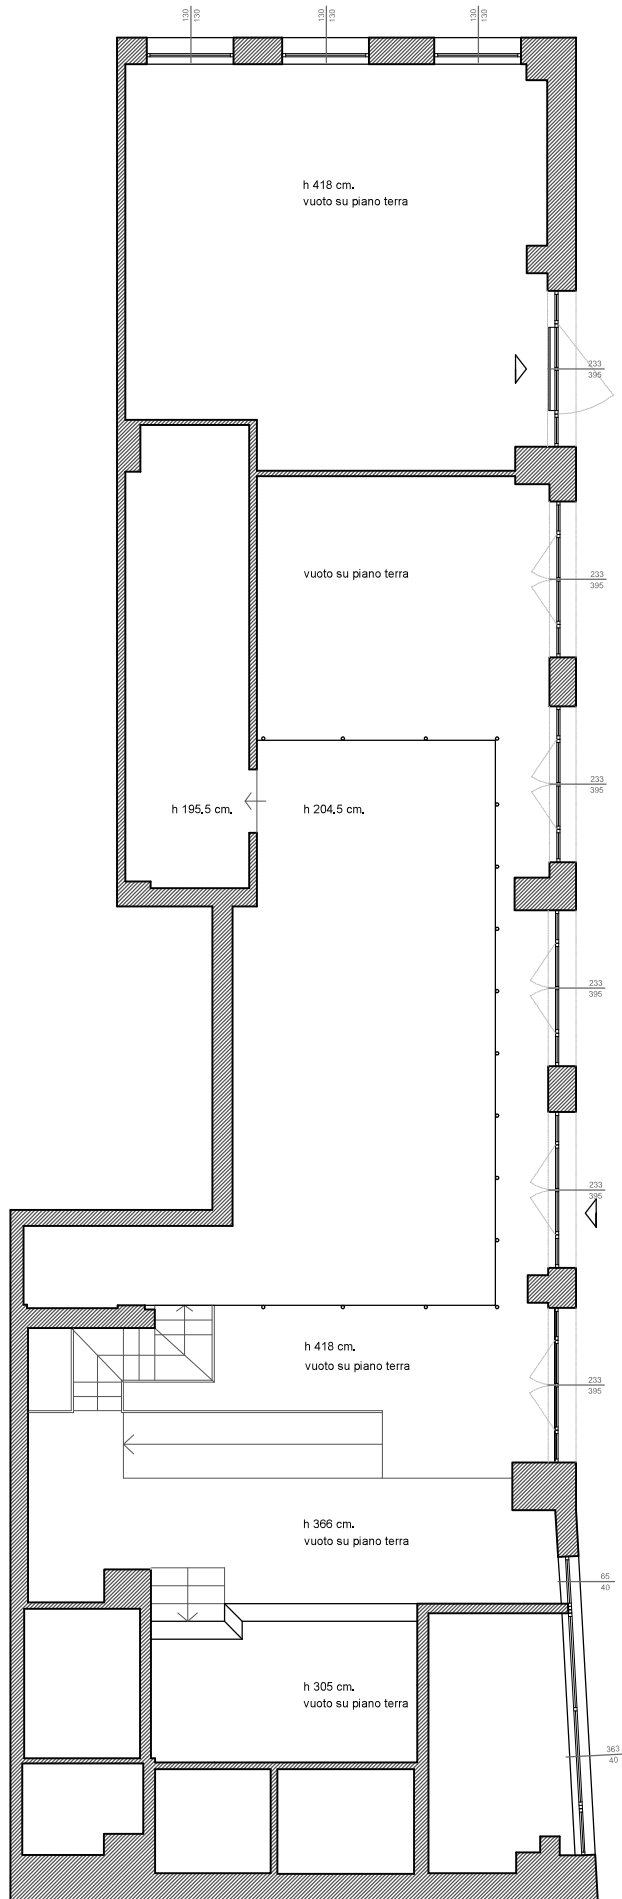 130
130
130
130
130
130
h 418 cm.
vuoto su piano terra
233
395
vuoto su piano terra
233
395
233
395
h 195.5 cm.
h 204.5 cm.
233
395
233
395
h 418 cm.
vuoto su piano terra
233
395
h 366 cm.
vuoto su piano terra
65
40
h 305 cm.
vuoto su piano terra
363
40